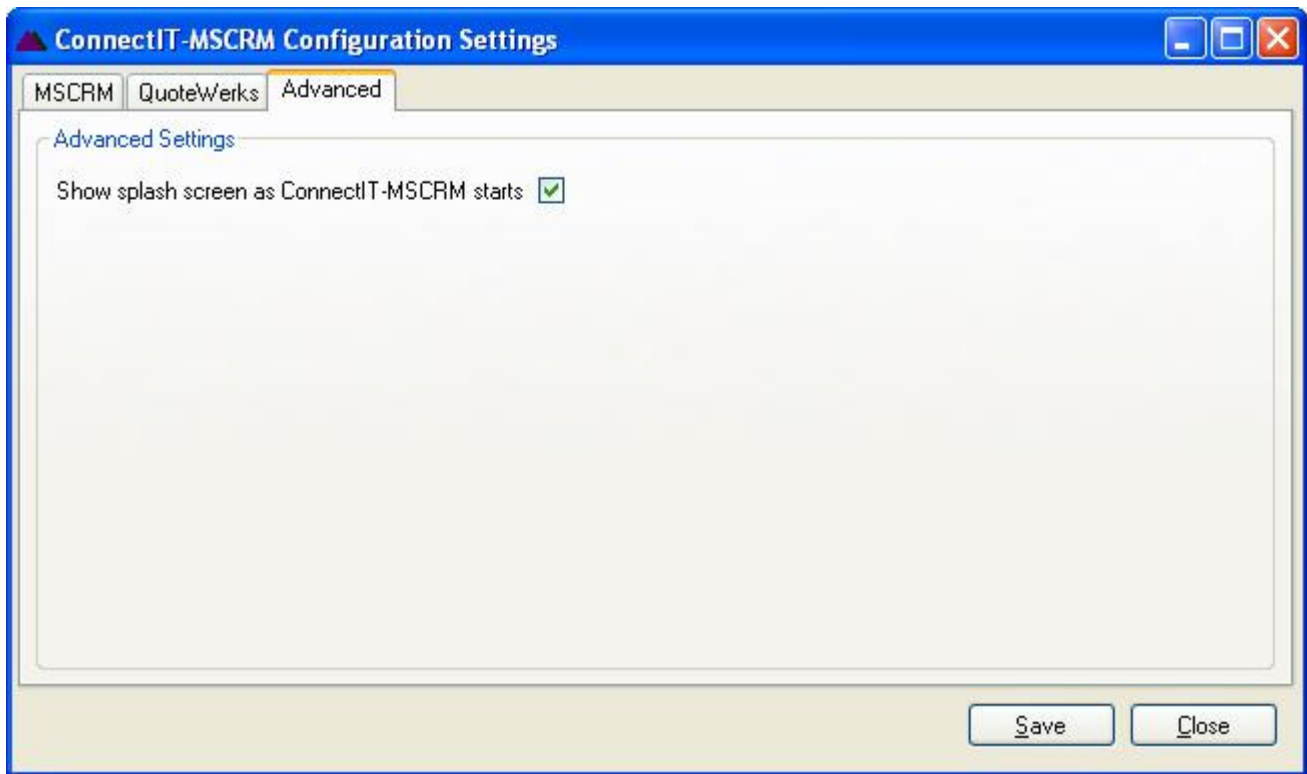 ConnectIT-MSCRM Configuration Settings
MSCRM QuoteWerks Advanced
Advanced Settings
Show splash screen as ConnectIT-MSCRM starts
Save Close